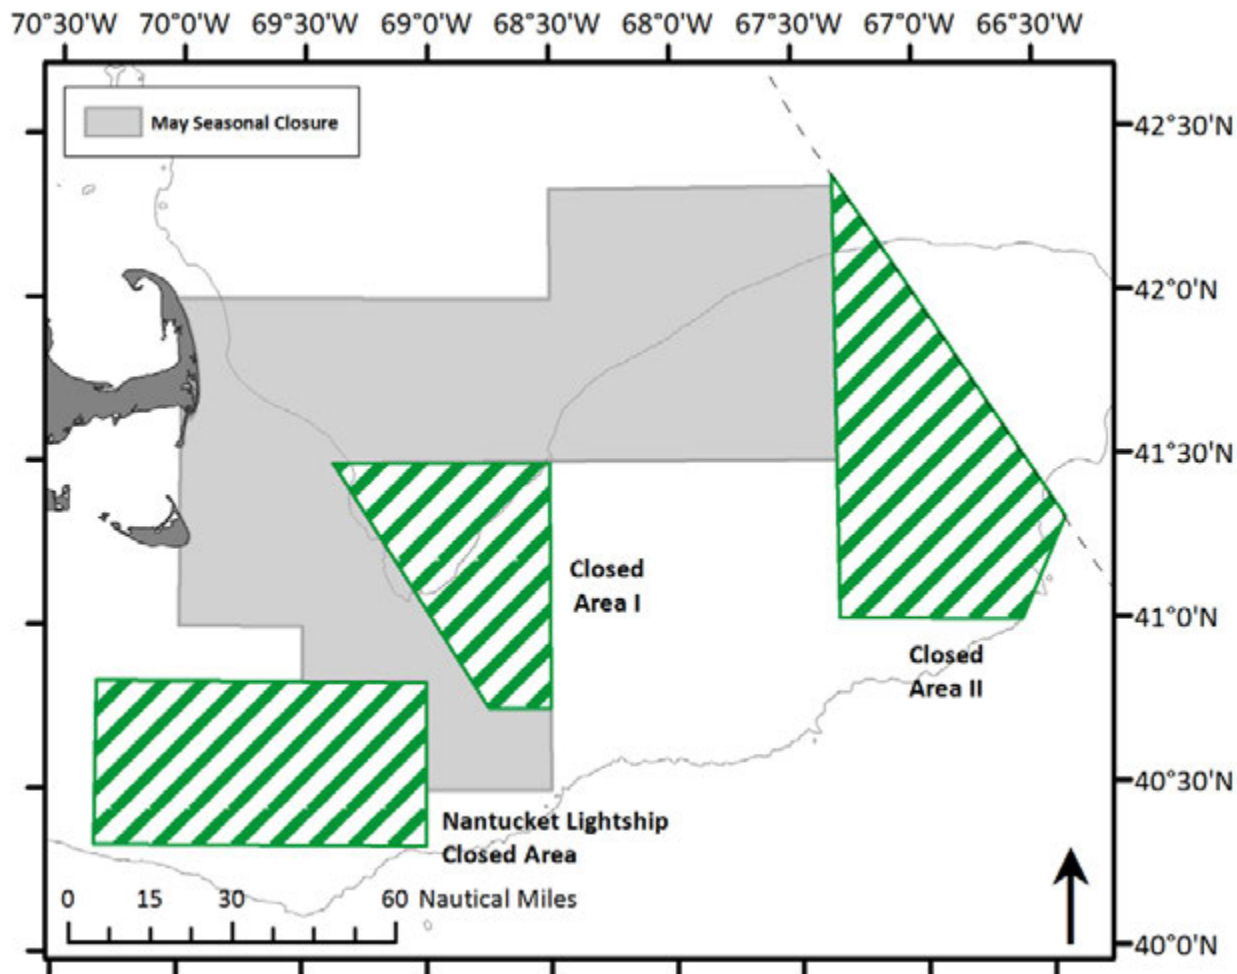 70°30'W 70°0'W 69°30'W 69°0'W 68°30'W 68°0'W 67°30'W 67°0'W 66°30'W
May Seasonal Closure
42°30'N
42°0'N
41°30'N
Closed
Area I
41°0'N
Closed
Area II
40°30'N
Nantucket Lightship
Closed Area
0 15 30 60 Nautical Miles
40°0'N